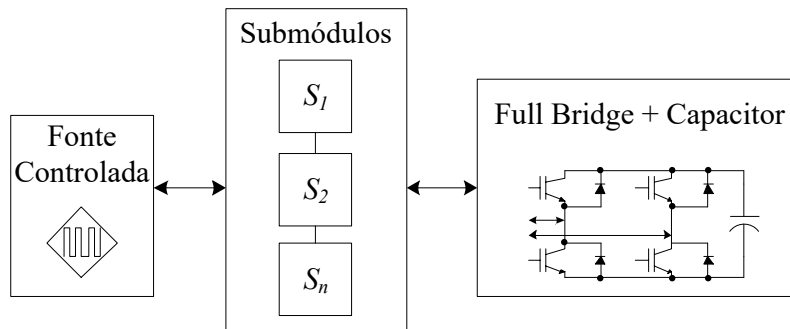 Fonte
Controlada
Submódulos
S1
S2
Sn
Full Bridge + Capacitor